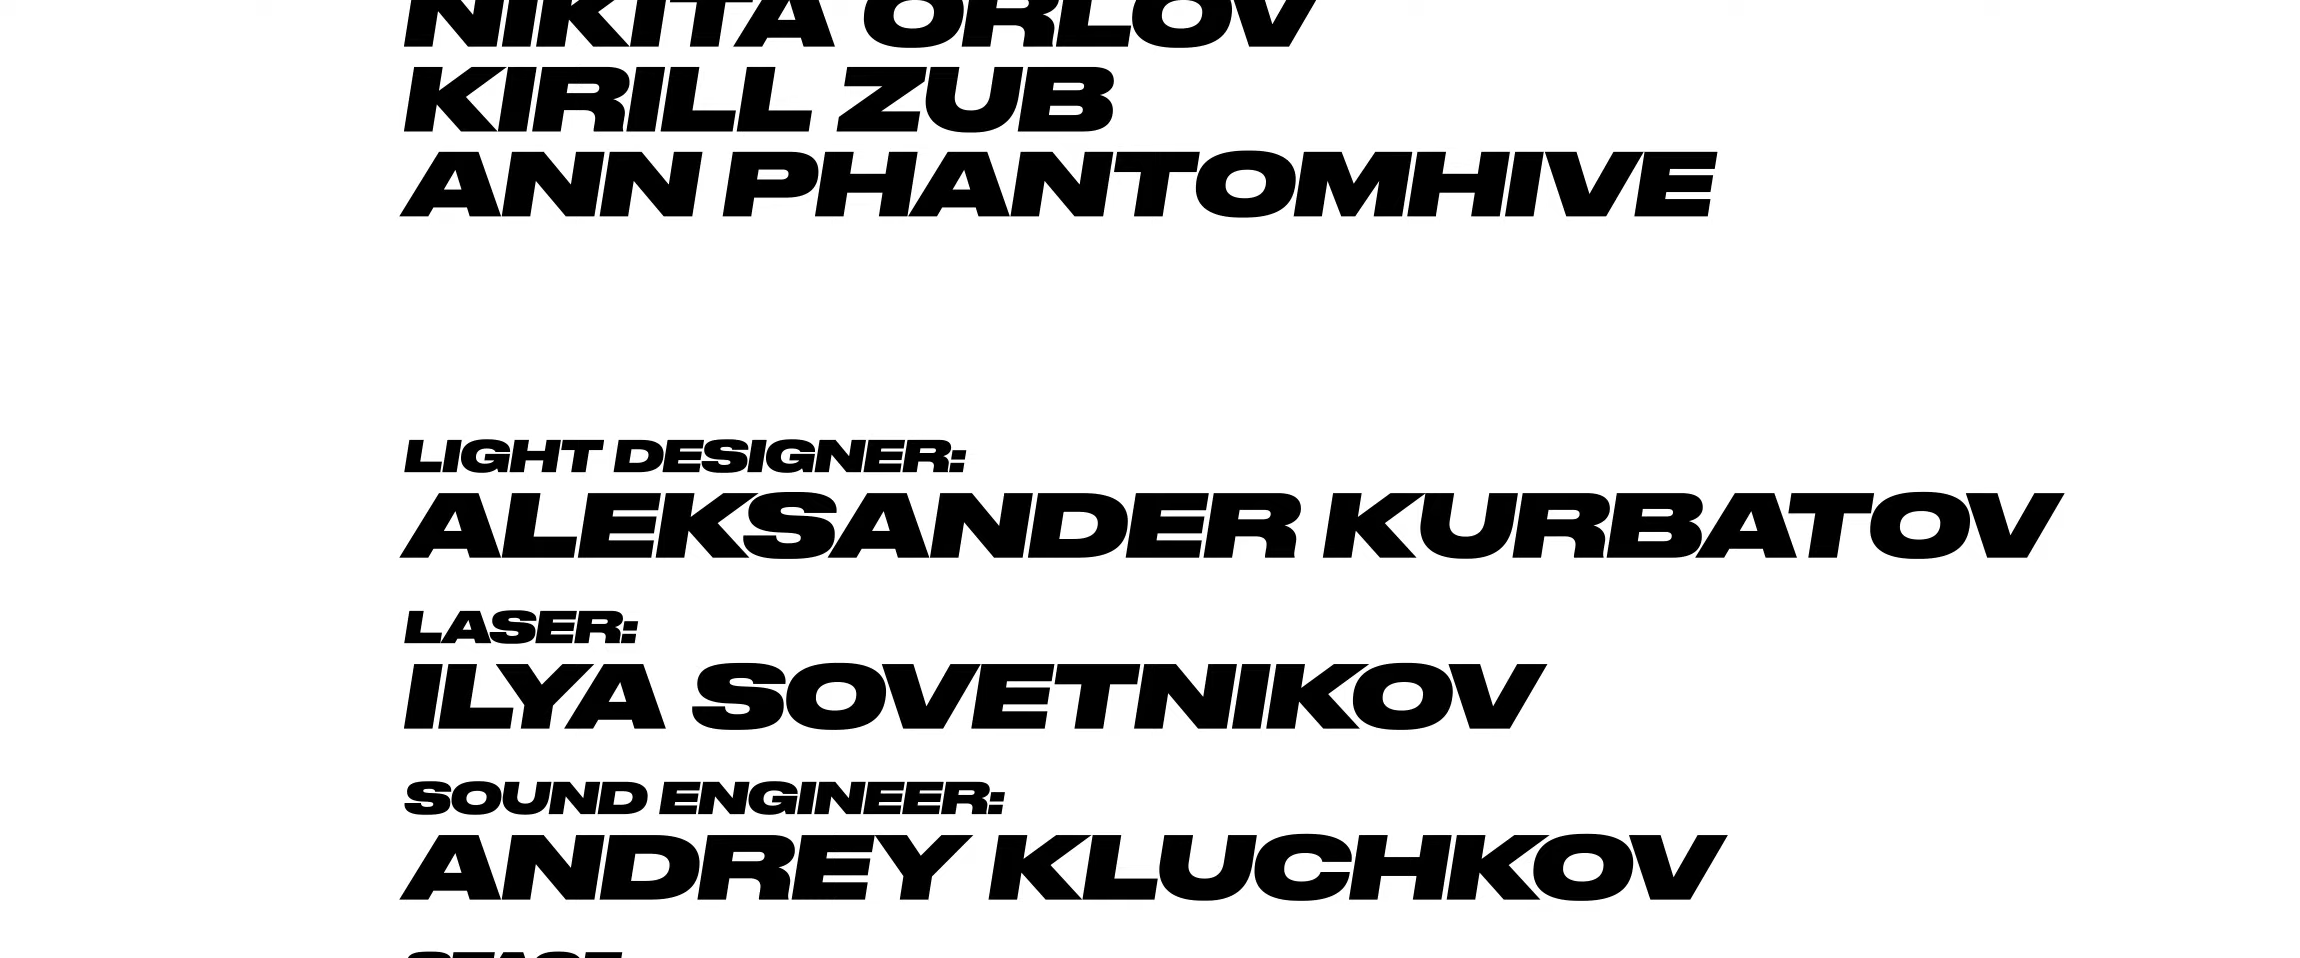 NIKITA ORLOV
KIRILL ZUB
ANN PHANTOMHIVE
LIGHT DESIGNER:
ALEKSANDER KURBATOV
LASER:
ILYA SOVETNIKOV
SOUND ENGINEER:
ANDREY KLUCHKOV